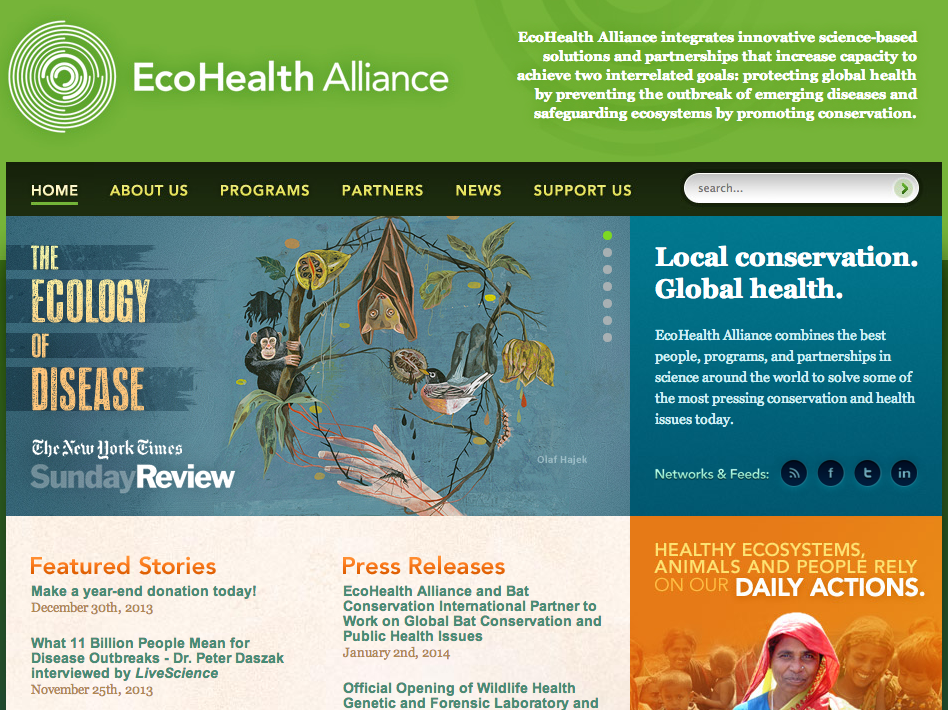 EcoHealth Alliance
EcoHealth Alliance integrates innovative science-based
solutions and partnerships that increase capacity to
achieve two interrelated goals: protecting global health
by preventing the outbreak of emerging diseases and
safeguarding ecosystems by promoting conservation.
HOME ABOUT US PROGRAMS PARTNERS NEWS SUPPORT US
search...
THE
ECOLOGY
OF
DISEASE
The New York Times
SundayReview
Olaf Hajek
Local conservation.
Global health.
EcoHealth Alliance combines the best
people, programs, and partnerships in
science around the world to solve some of
the most pressing conservation and health
issues today.
Networks & Feeds:
f
t
in
Featured Stories
Make a year-end donation today!
December 30th, 2013
What 11 Billion People Mean for
Disease Outbreaks - Dr. Peter Daszak
interviewed by LiveScience
November 25th, 2013
Press Releases
EcoHealth Alliance and Bat
Conservation International Partner to
Work on Global Bat Conservation and
Public Health Issues
January 2nd, 2014
Official Opening of Wildlife Health
Genetic and Forensic Laboratory and
HEALTHY ECOSYSTEMS,
ANIMALS AND PEOPLE RELY
ON OUR DAILY ACTIONS.